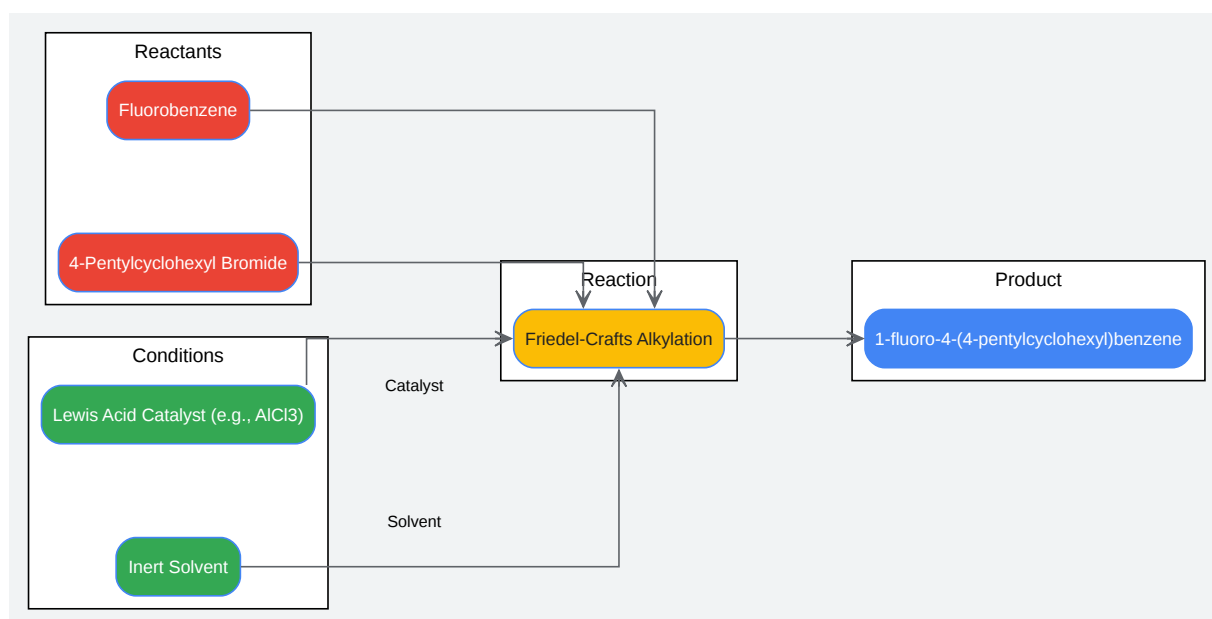 Reactants
Fluorobenzene
4-Pentylcyclohexyl Bromide
Reaction
Friedel-Crafts Alkylation
Product
1-fluoro-4-(4-pentylcyclohexyl)benzene
Conditions
Lewis Acid Catalyst (e.g., AlCl3)
Catalyst
Solvent
Inert Solvent